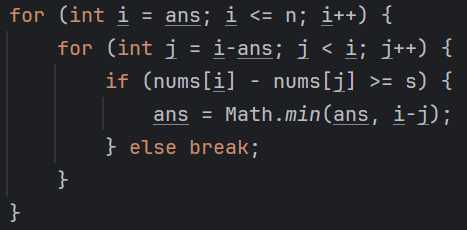 for (int i = ans; i <= n; i++) {
    for (int j = i-ans; j < i; j++) {
        if (nums[i] - nums[j] >= s) {
            ans = Math.min(ans, i-j);
        } else break;
    }
}